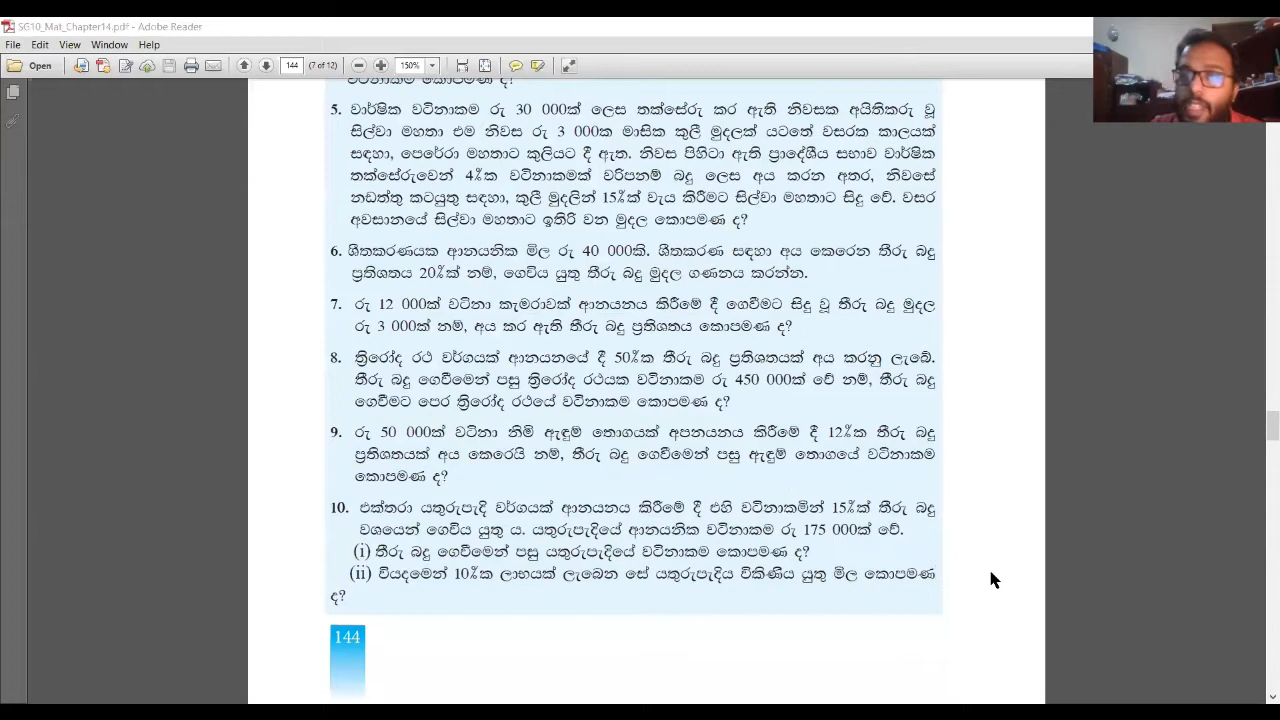 SG10_Mat_Chapter14.pdf - Adobe Reader
File Edit View Window Help
Open 144 (7 of 12) 150%
වටිනාකම කොපමණ ද?
5. වාර්ෂික වටිනාකම රු 30 000ක් ලෙස තක්සේරු කර ඇති නිවසක අයිතිකරු වූ
සිල්වා මහතා එම නිවස රු 3 000ක මාසික කුලී මුදලක් යටතේ වසරක කාලයක්
සඳහා, පෙරේරා මහතාට කුලියට දී ඇත. නිවස පිහිටා ඇති ප්‍රාදේශීය සභාව වාර්ෂික
තක්සේරුවෙන් 4%ක වටිනාකමක් වරිපනම් බදු ලෙස අය කරන අතර, නිවසේ
නඩත්තු කටයුතු සඳහා, කුලී මුදලින් 15%ක් වැය කිරීමට සිල්වා මහතාට සිදු වේ. වසර
අවසානයේ සිල්වා මහතාට ඉතිරි වන මුදල කොපමණ ද?
6. ශීතකරණයක ආනයනික මිල රු 40 000කි. ශීතකරණ සඳහා අය කෙරෙන තීරු බදු
ප්‍රතිශතය 20%ක් නම්, ගෙවිය යුතු තීරු බදු මුදල ගණනය කරන්න.
7. රු 12 000ක් වටිනා කැමරාවක් ආනයනය කිරීමේ දී ගෙවීමට සිදු වූ තීරු බදු මුදල
රු 3 000ක් නම්, අය කර ඇති තීරු බදු ප්‍රතිශතය කොපමණ ද?
8. ත්‍රිරෝද රථ වර්ගයක් ආනයනයේ දී 50%ක තීරු බදු ප්‍රතිශතයක් අය කරනු ලැබේ.
තීරු බදු ගෙවීමෙන් පසු ත්‍රිරෝද රථයක වටිනාකම රු 450 000ක් වේ නම්, තීරු බදු
ගෙවීමට පෙර ත්‍රිරෝද රථයේ වටිනාකම කොපමණ ද?
9. රු 50 000ක් වටිනා නිමි ඇඳුම් තොගයක් අපනයනය කිරීමේ දී 12%ක තීරු බදු
ප්‍රතිශතයක් අය කෙරෙයි නම්, තීරු බදු ගෙවීමෙන් පසු ඇඳුම් තොගයේ වටිනාකම
කොපමණ ද?
10. එක්තරා යතුරුපැදි වර්ගයක් ආනයනය කිරීමේ දී එහි වටිනාකමින් 15%ක් තීරු බදු
වශයෙන් ගෙවිය යුතු ය. යතුරුපැදියේ ආනයනික වටිනාකම රු 175 000ක් වේ.
(i) තීරු බදු ගෙවීමෙන් පසු යතුරුපැදියේ වටිනාකම කොපමණ ද?
(ii) වියදමෙන් 10%ක ලාභයක් ලැබෙන සේ යතුරුපැදිය විකිණිය යුතු මිල කොපමණ
ද?
144